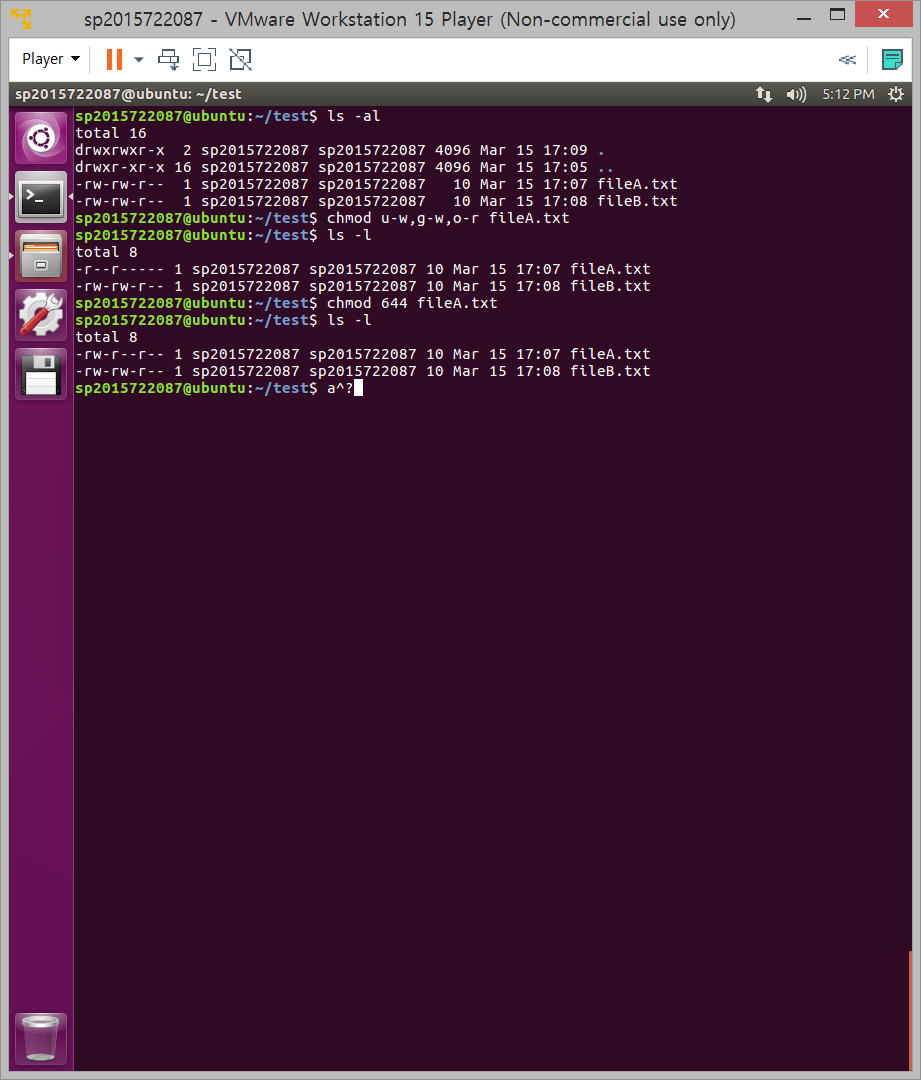 sp2015722087 - VMware Workstation 15 Player (Non-commercial use only)
Player
sp2015722087@ubuntu: ~/test
5:12 PM
sp2015722087@ubuntu:~/test$ ls -al
total 16
drwxrwxr-x  2 sp2015722087 sp2015722087 4096 Mar 15 17:09 .
drwxr-xr-x 16 sp2015722087 sp2015722087 4096 Mar 15 17:05 ..
-rw-rw-r--  1 sp2015722087 sp2015722087   10 Mar 15 17:07 fileA.txt
-rw-rw-r--  1 sp2015722087 sp2015722087   10 Mar 15 17:08 fileB.txt
sp2015722087@ubuntu:~/test$ chmod u-w,g-w,o-r fileA.txt
sp2015722087@ubuntu:~/test$ ls -l
total 8
-r--r----- 1 sp2015722087 sp2015722087 10 Mar 15 17:07 fileA.txt
-rw-rw-r-- 1 sp2015722087 sp2015722087 10 Mar 15 17:08 fileB.txt
sp2015722087@ubuntu:~/test$ chmod 644 fileA.txt
sp2015722087@ubuntu:~/test$ ls -l
total 8
-rw-r--r-- 1 sp2015722087 sp2015722087 10 Mar 15 17:07 fileA.txt
-rw-rw-r-- 1 sp2015722087 sp2015722087 10 Mar 15 17:08 fileB.txt
sp2015722087@ubuntu:~/test$ a^?